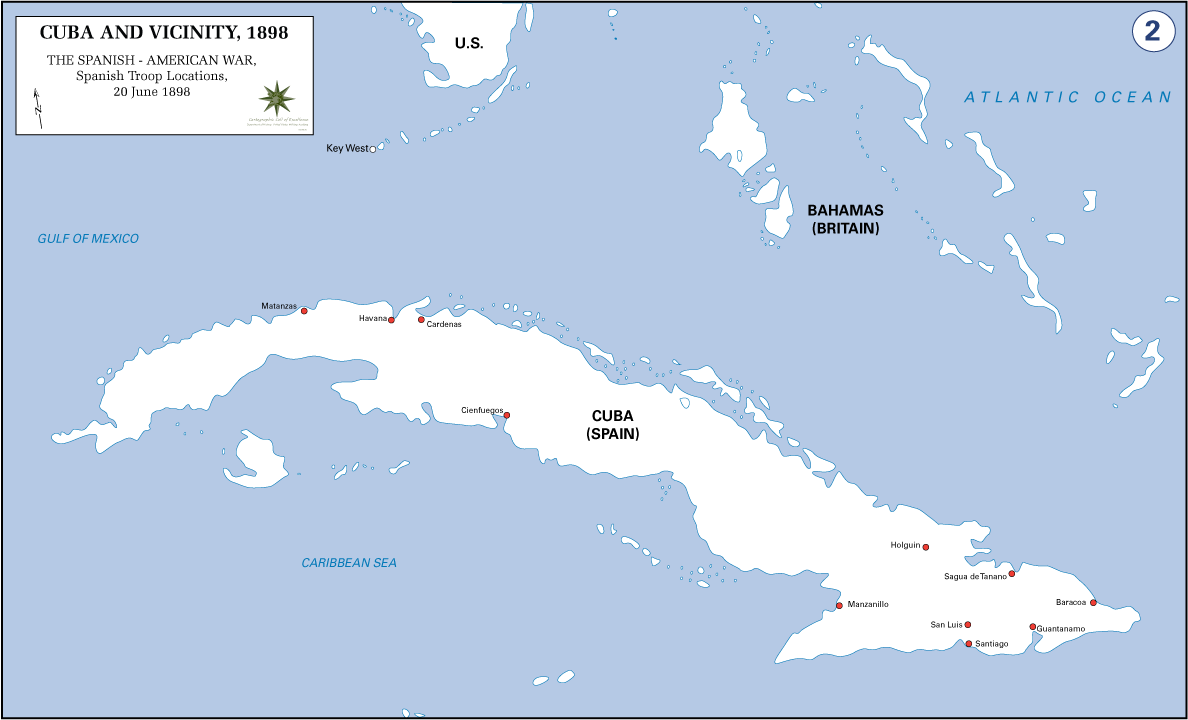 CUBA AND VICINITY, 1898
THE SPANISH - AMERICAN WAR,
Spanish Troop Locations,
20 June 1898
N
U.S.
2
ATLANTIC OCEAN
Key West
BAHAMAS
(BRITAIN)
GULF OF MEXICO
Matanzas
Havana
Cardenas
Cienfuegos
CUBA
(SPAIN)
CARIBBEAN SEA
Holguin
Sagua de Tanano
Manzanillo
Baracoa
San Luis
Guantanamo
Santiago